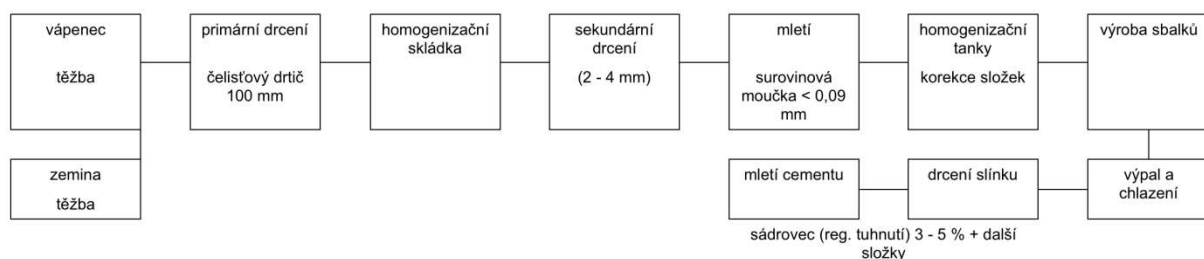 vápenec
těžba
primární drcení
čelisťový drtič
100 mm
homogenizační
skládka
sekundární
drcení
(2 - 4 mm)
mletí
surovinová
moučka < 0,09
mm
homogenizační
tanky
korekce složek
výroba sbalků
zemina
těžba
mletí cementu
drcení slínku
výpal a
chlazení
sádrovec (reg. tuhnutí) 3 - 5 % + další
složky